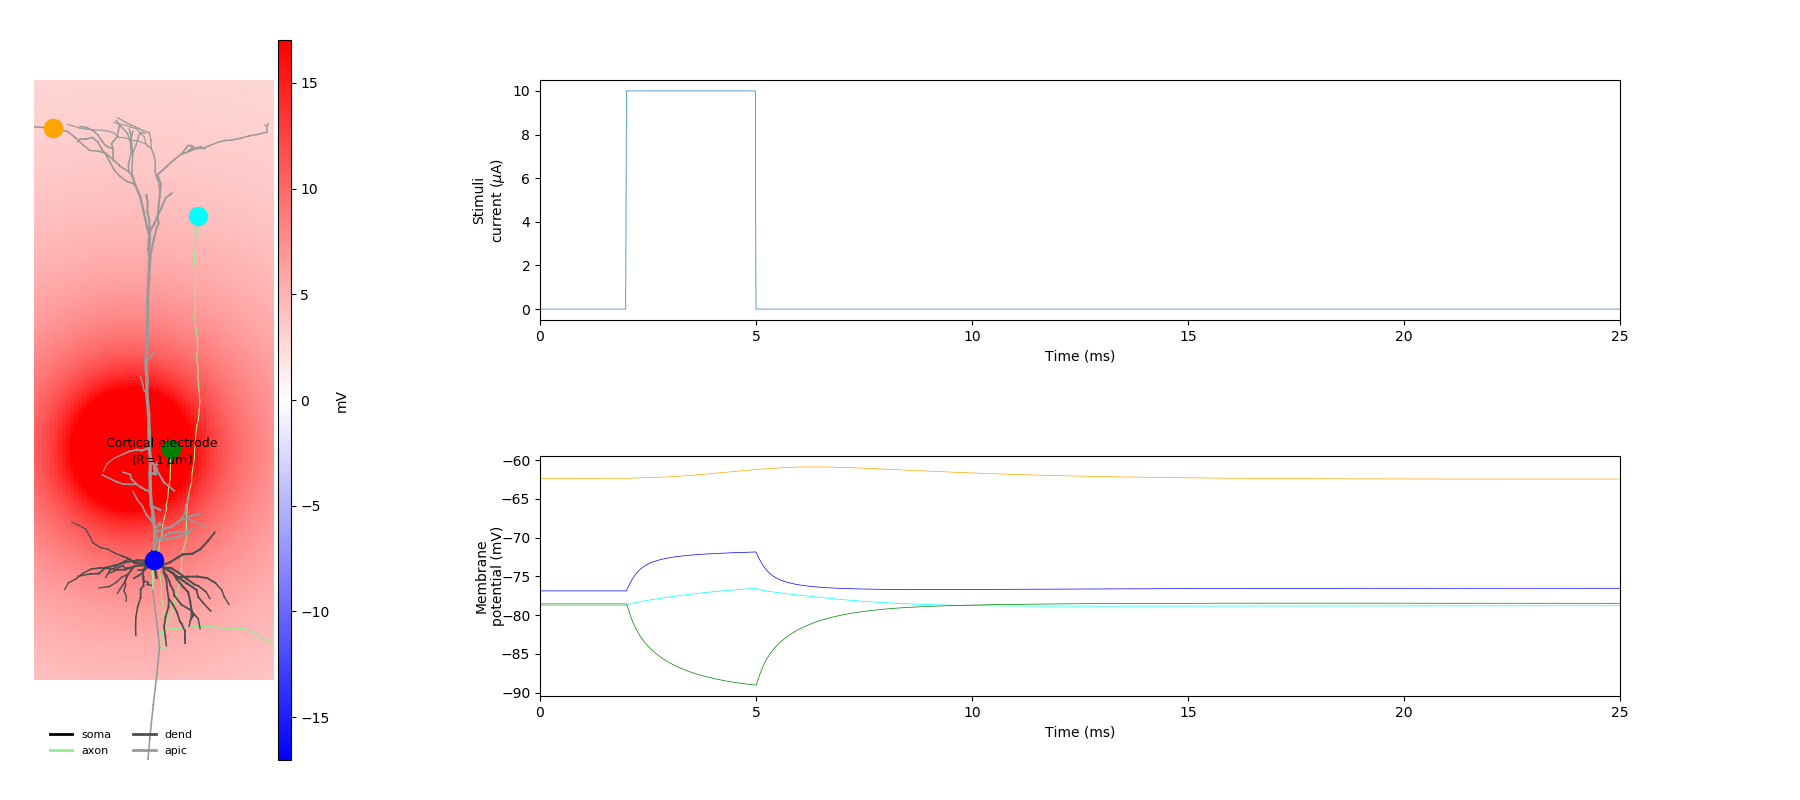 15
10
5
0
−5
−10
−15
mV
Cortical electrode
(R=1 μm)
soma
axon
dend
apic
10
8
6
4
2
0
Stimuli
current (μA)
0 5 10 15 20 25
Time (ms)
−60
−65
−70
−75
−80
−85
−90
Membrane
potential (mV)
0 5 10 15 20 25
Time (ms)